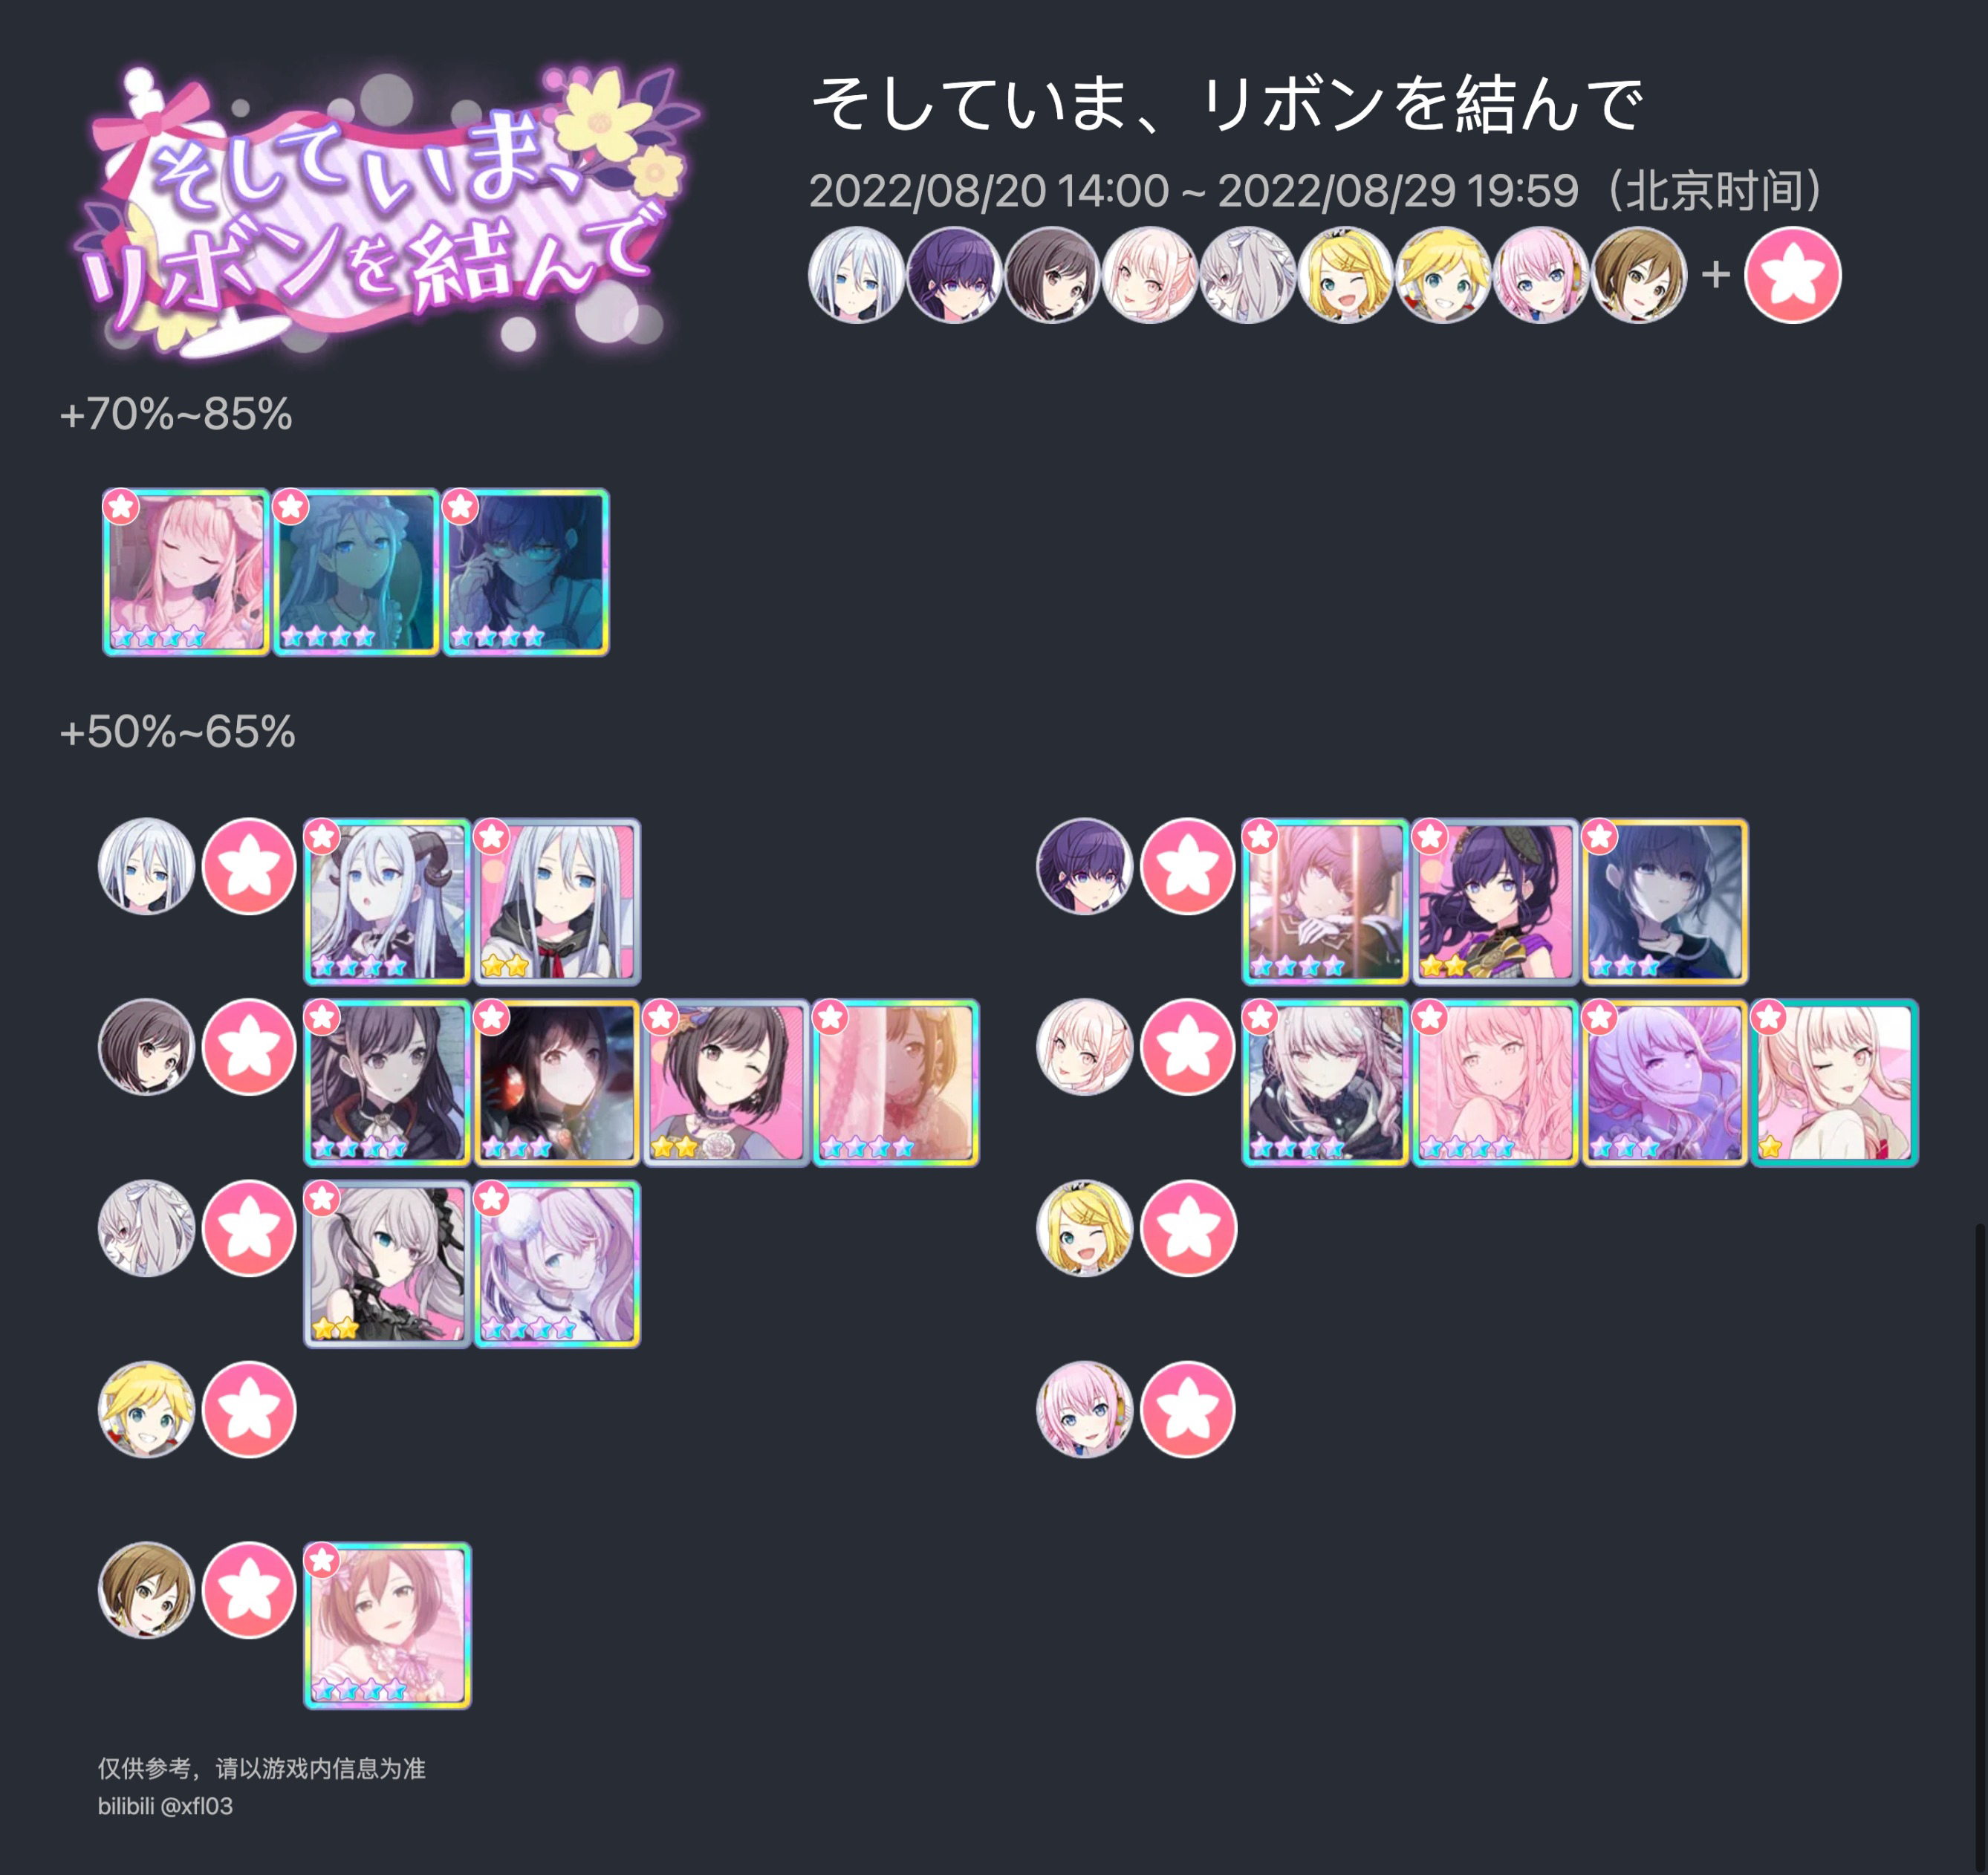 そしていま、
リボンを結んで
そしていま、リボンを結んで
2022/08/20 14:00 ~ 2022/08/29 19:59（北京时间）
+
+70%~85%
+50%~65%
仅供参考，请以游戏内信息为准
bilibili @xfl03